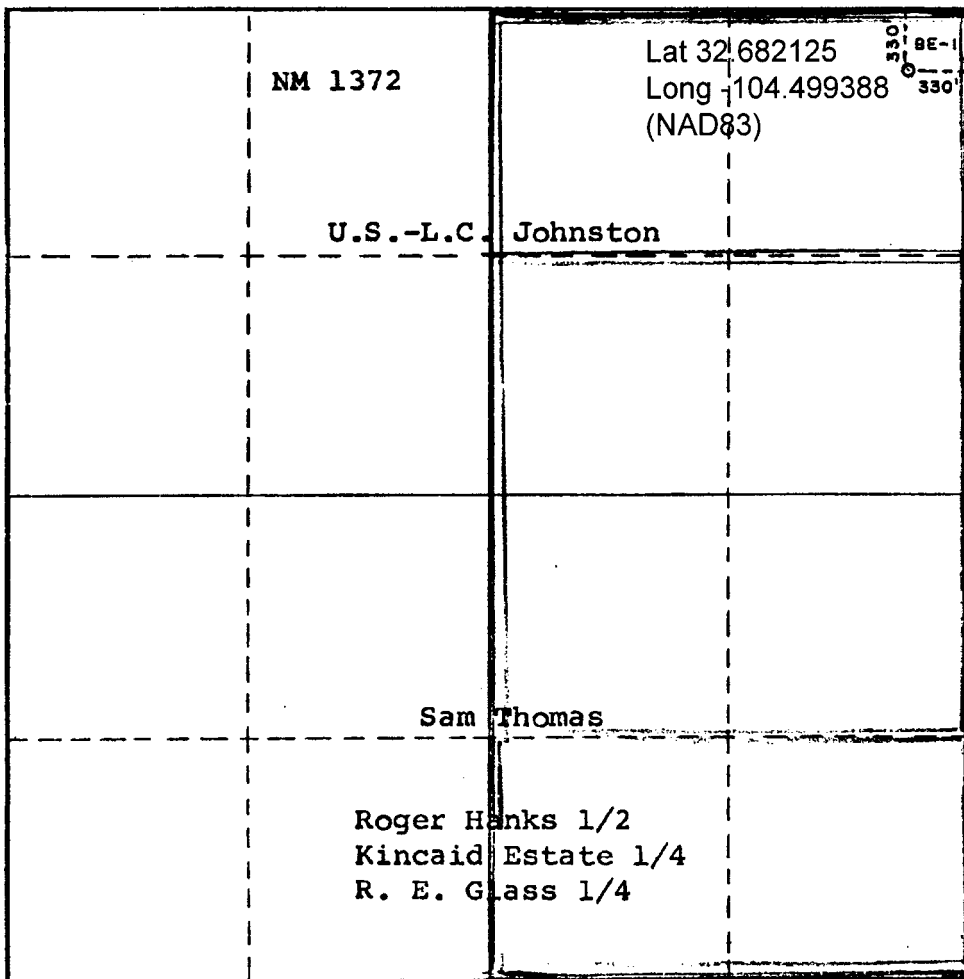 Lat 32.682125
330'
BE-1
NM 1372
Long -104.499388
330'
(NAD83)
U.S.-L.C. Johnston
Sam Thomas
Roger Hanks 1/2
Kincaid Estate 1/4
R. E. Glass 1/4